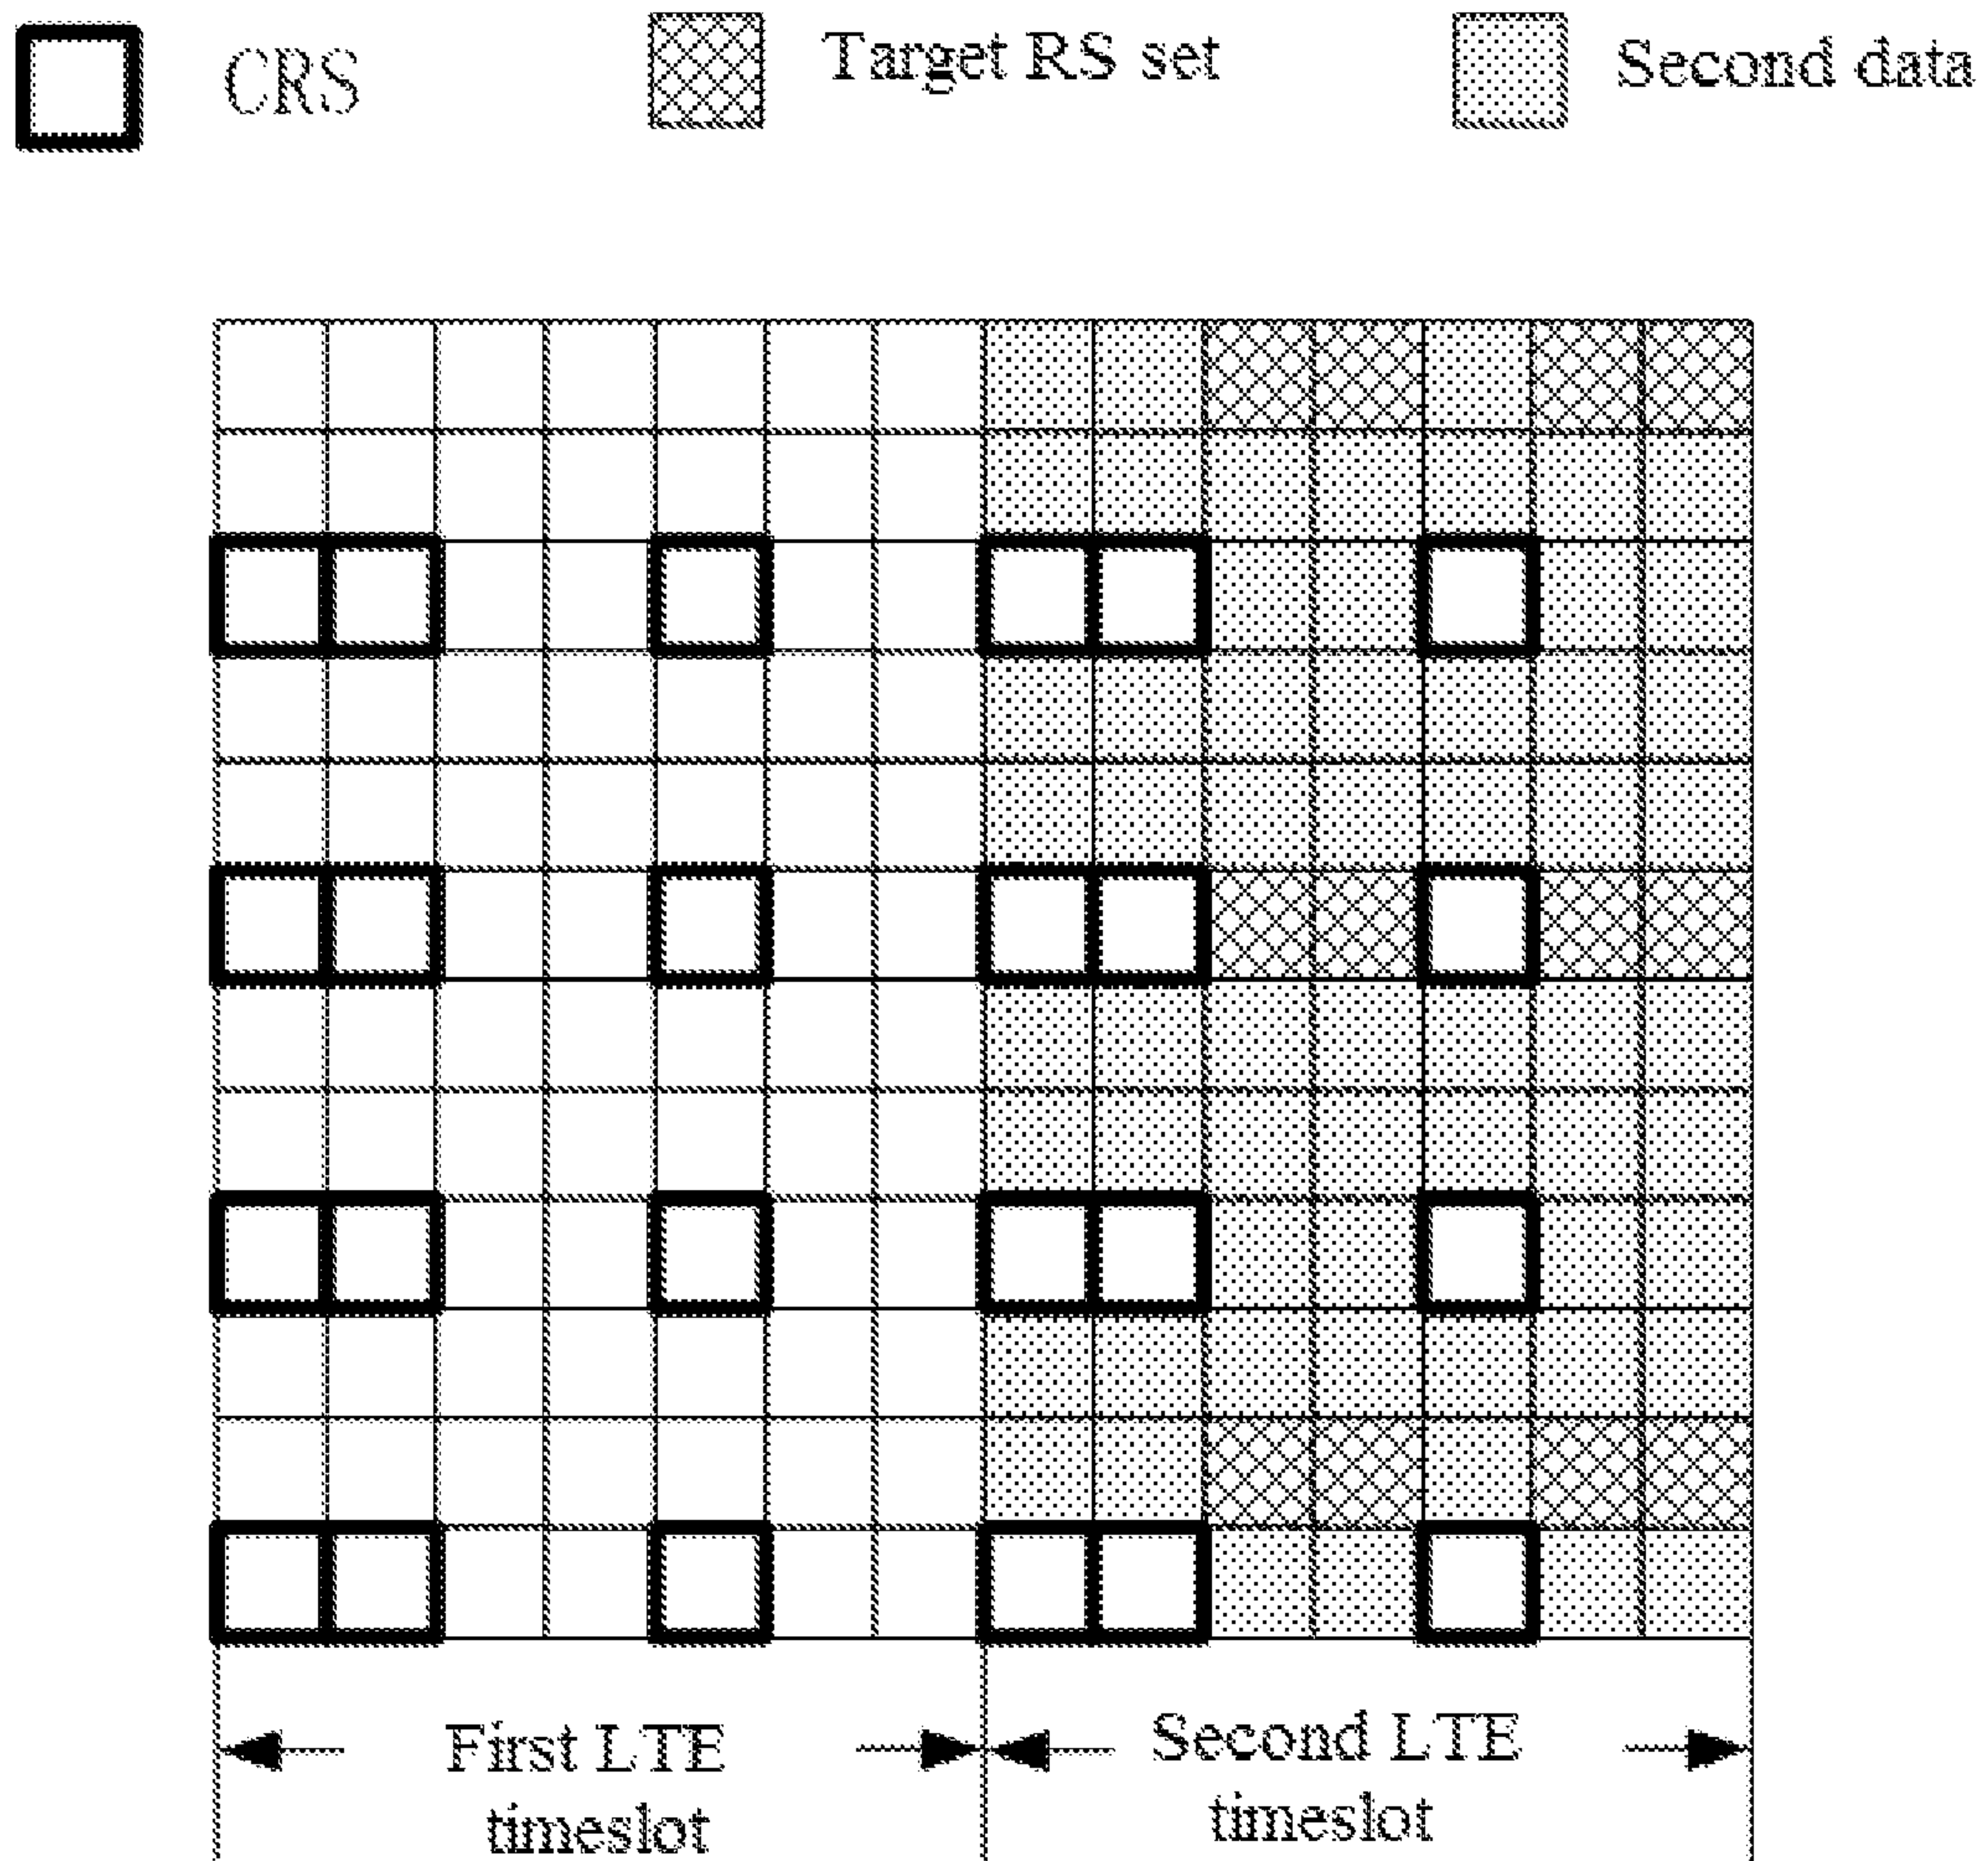 CRS
Target RS set
Second data
First LTE
timeslot
Second LTE
timeslot